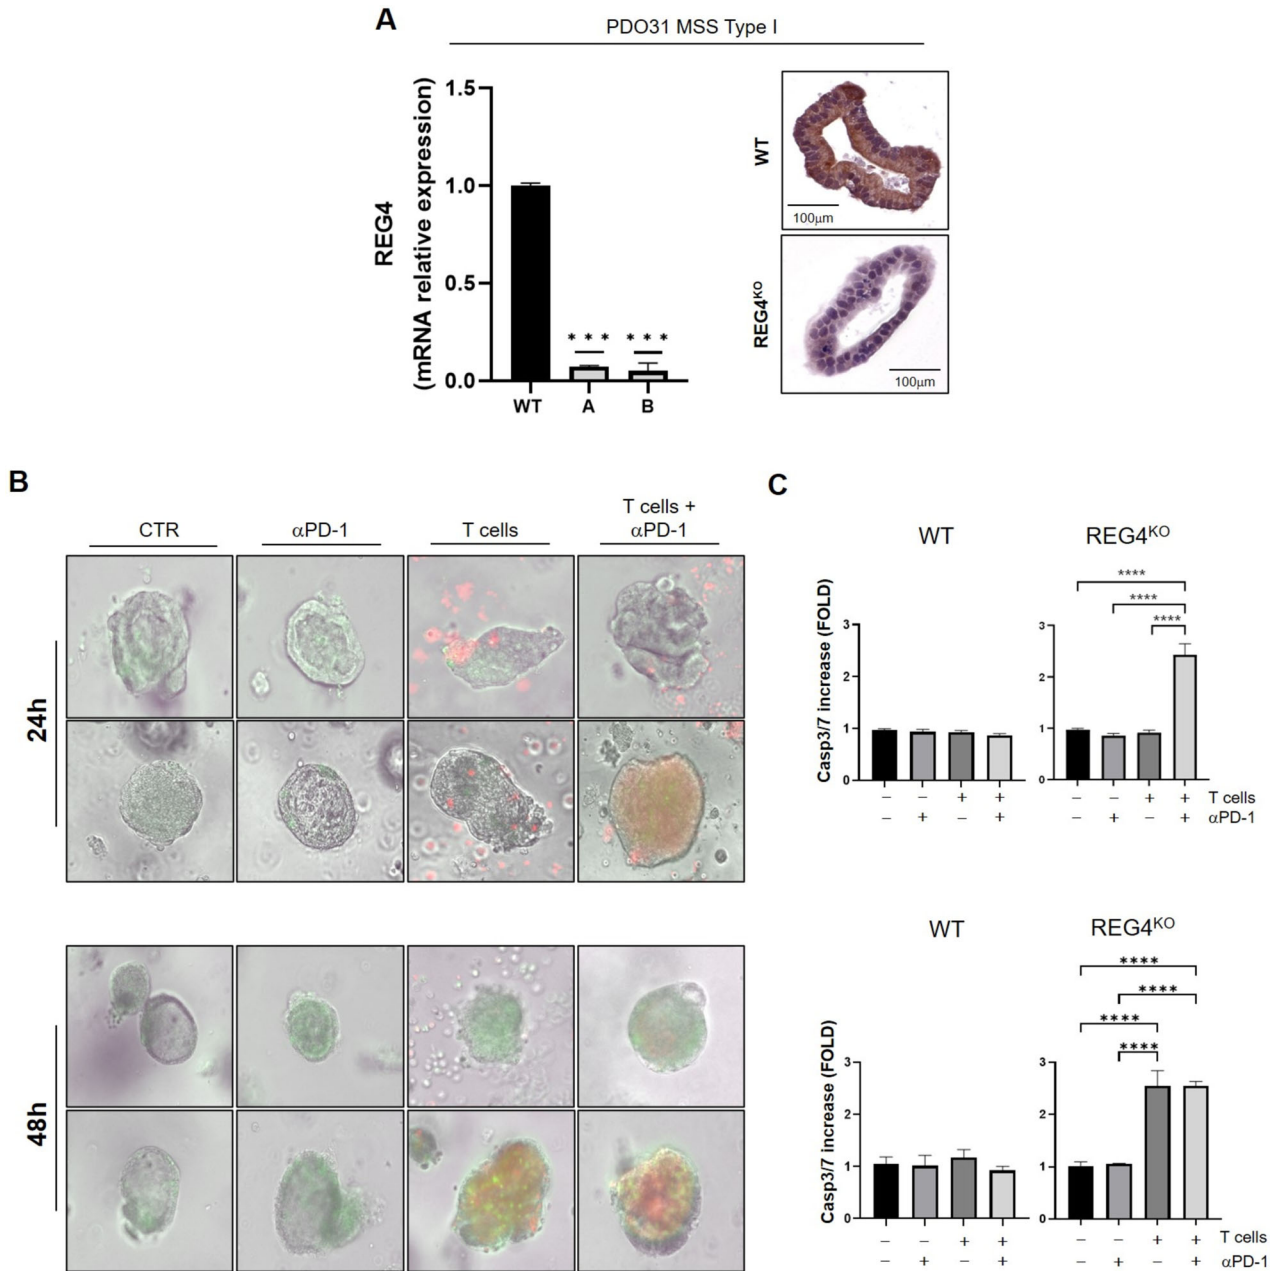 A
PDO31 MSS Type I
REG4
(mRNA relative expression)
1.5
1.0
0.5
0.0
* * *
* * *
WT
A
B
WT
100μm
REG4KO
100μm
B
CTR
αPD-1
T cells
T cells +
αPD-1
24h
48h
C
WT
REG4KO
Casp3/7 increase (FOLD)
3
2
1
0
− − + +
− + − +
3
2
1
0
****
****
****
− − + + T cells
− + − + αPD-1
WT
REG4KO
Casp3/7 increase (FOLD)
3
2
1
0
− − + +
− + − +
3
2
1
0
****
****
****
****
− − + + T cells
− + − + αPD-1